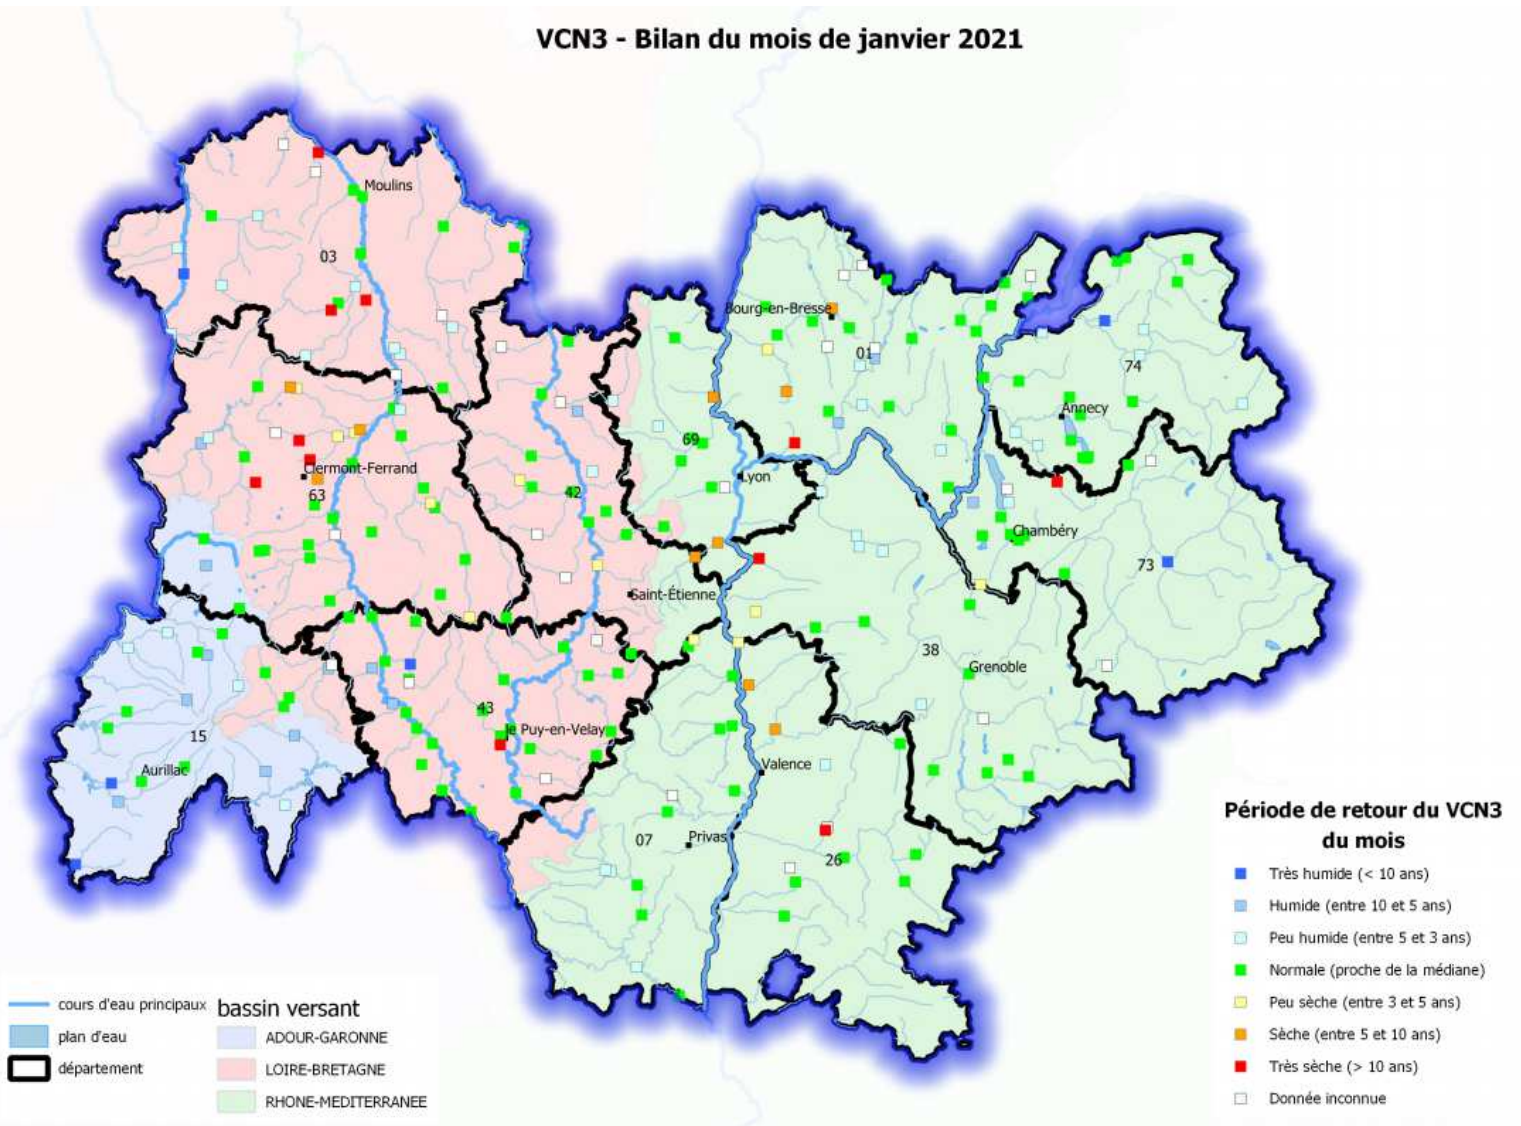 VCN3 - Bilan du mois de janvier 2021
Moulins
03
Bourg-en-Bresse
01
74
Annecy
69
Clermont-Ferrand
Lyon
63
42
Chambéry
73
Saint-Étienne
38
Grenoble
43
le Puy-en-Velay
15
Aurillac
Valence
07
Privas
26
Période de retour du VCN3
du mois
Très humide (< 10 ans)
Humide (entre 10 et 5 ans)
Peu humide (entre 5 et 3 ans)
Normale (proche de la médiane)
Peu sèche (entre 3 et 5 ans)
Sèche (entre 5 et 10 ans)
Très sèche (> 10 ans)
Donnée inconnue
cours d'eau principaux
plan d'eau
département
bassin versant
ADOUR-GARONNE
LOIRE-BRETAGNE
RHONE-MEDITERRANEE